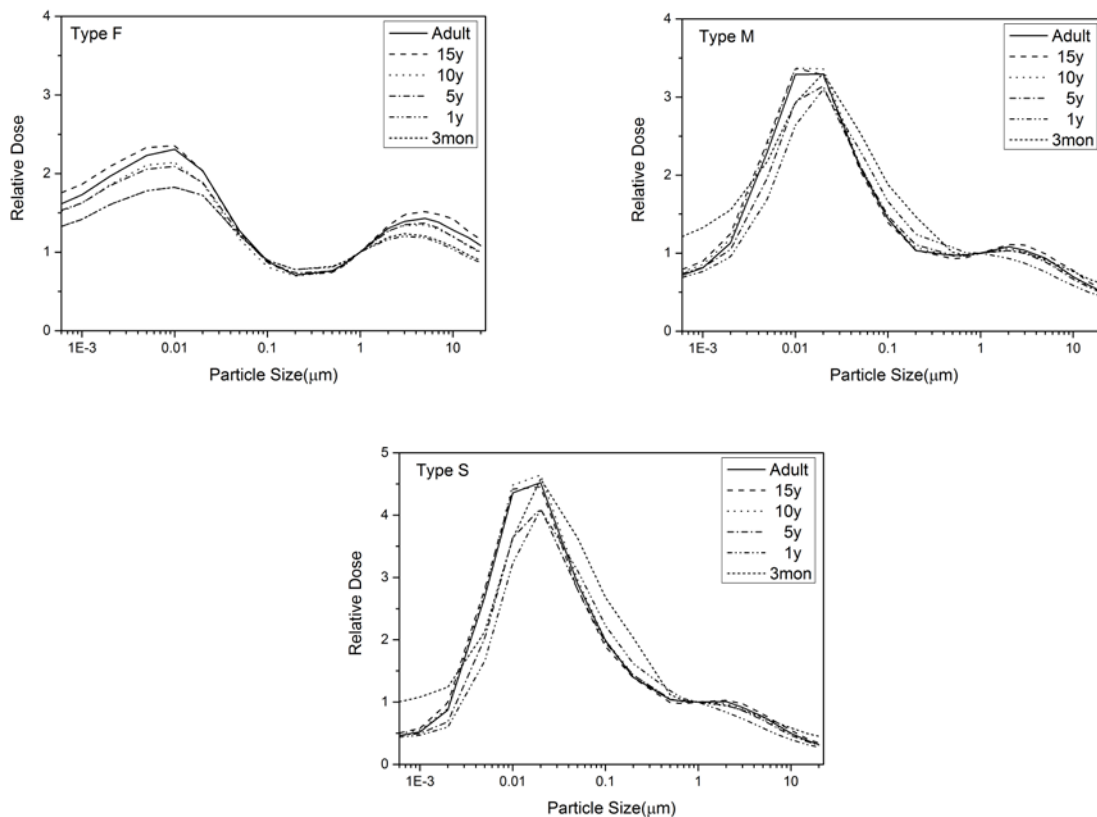 Type F
Adult
15y
10y
5y
1y
3mon
4
3
2
1
0
Relative Dose
1E-3
0.01
0.1
1
10
Particle Size(μm)
Type M
Adult
15y
10y
5y
1y
3mon
4
3
2
1
0
Relative Dose
1E-3
0.01
0.1
1
10
Particle Size(μm)
Type S
Adult
15y
10y
5y
1y
3mon
5
4
3
2
1
0
Relative Dose
1E-3
0.01
0.1
1
10
Particle Size(μm)